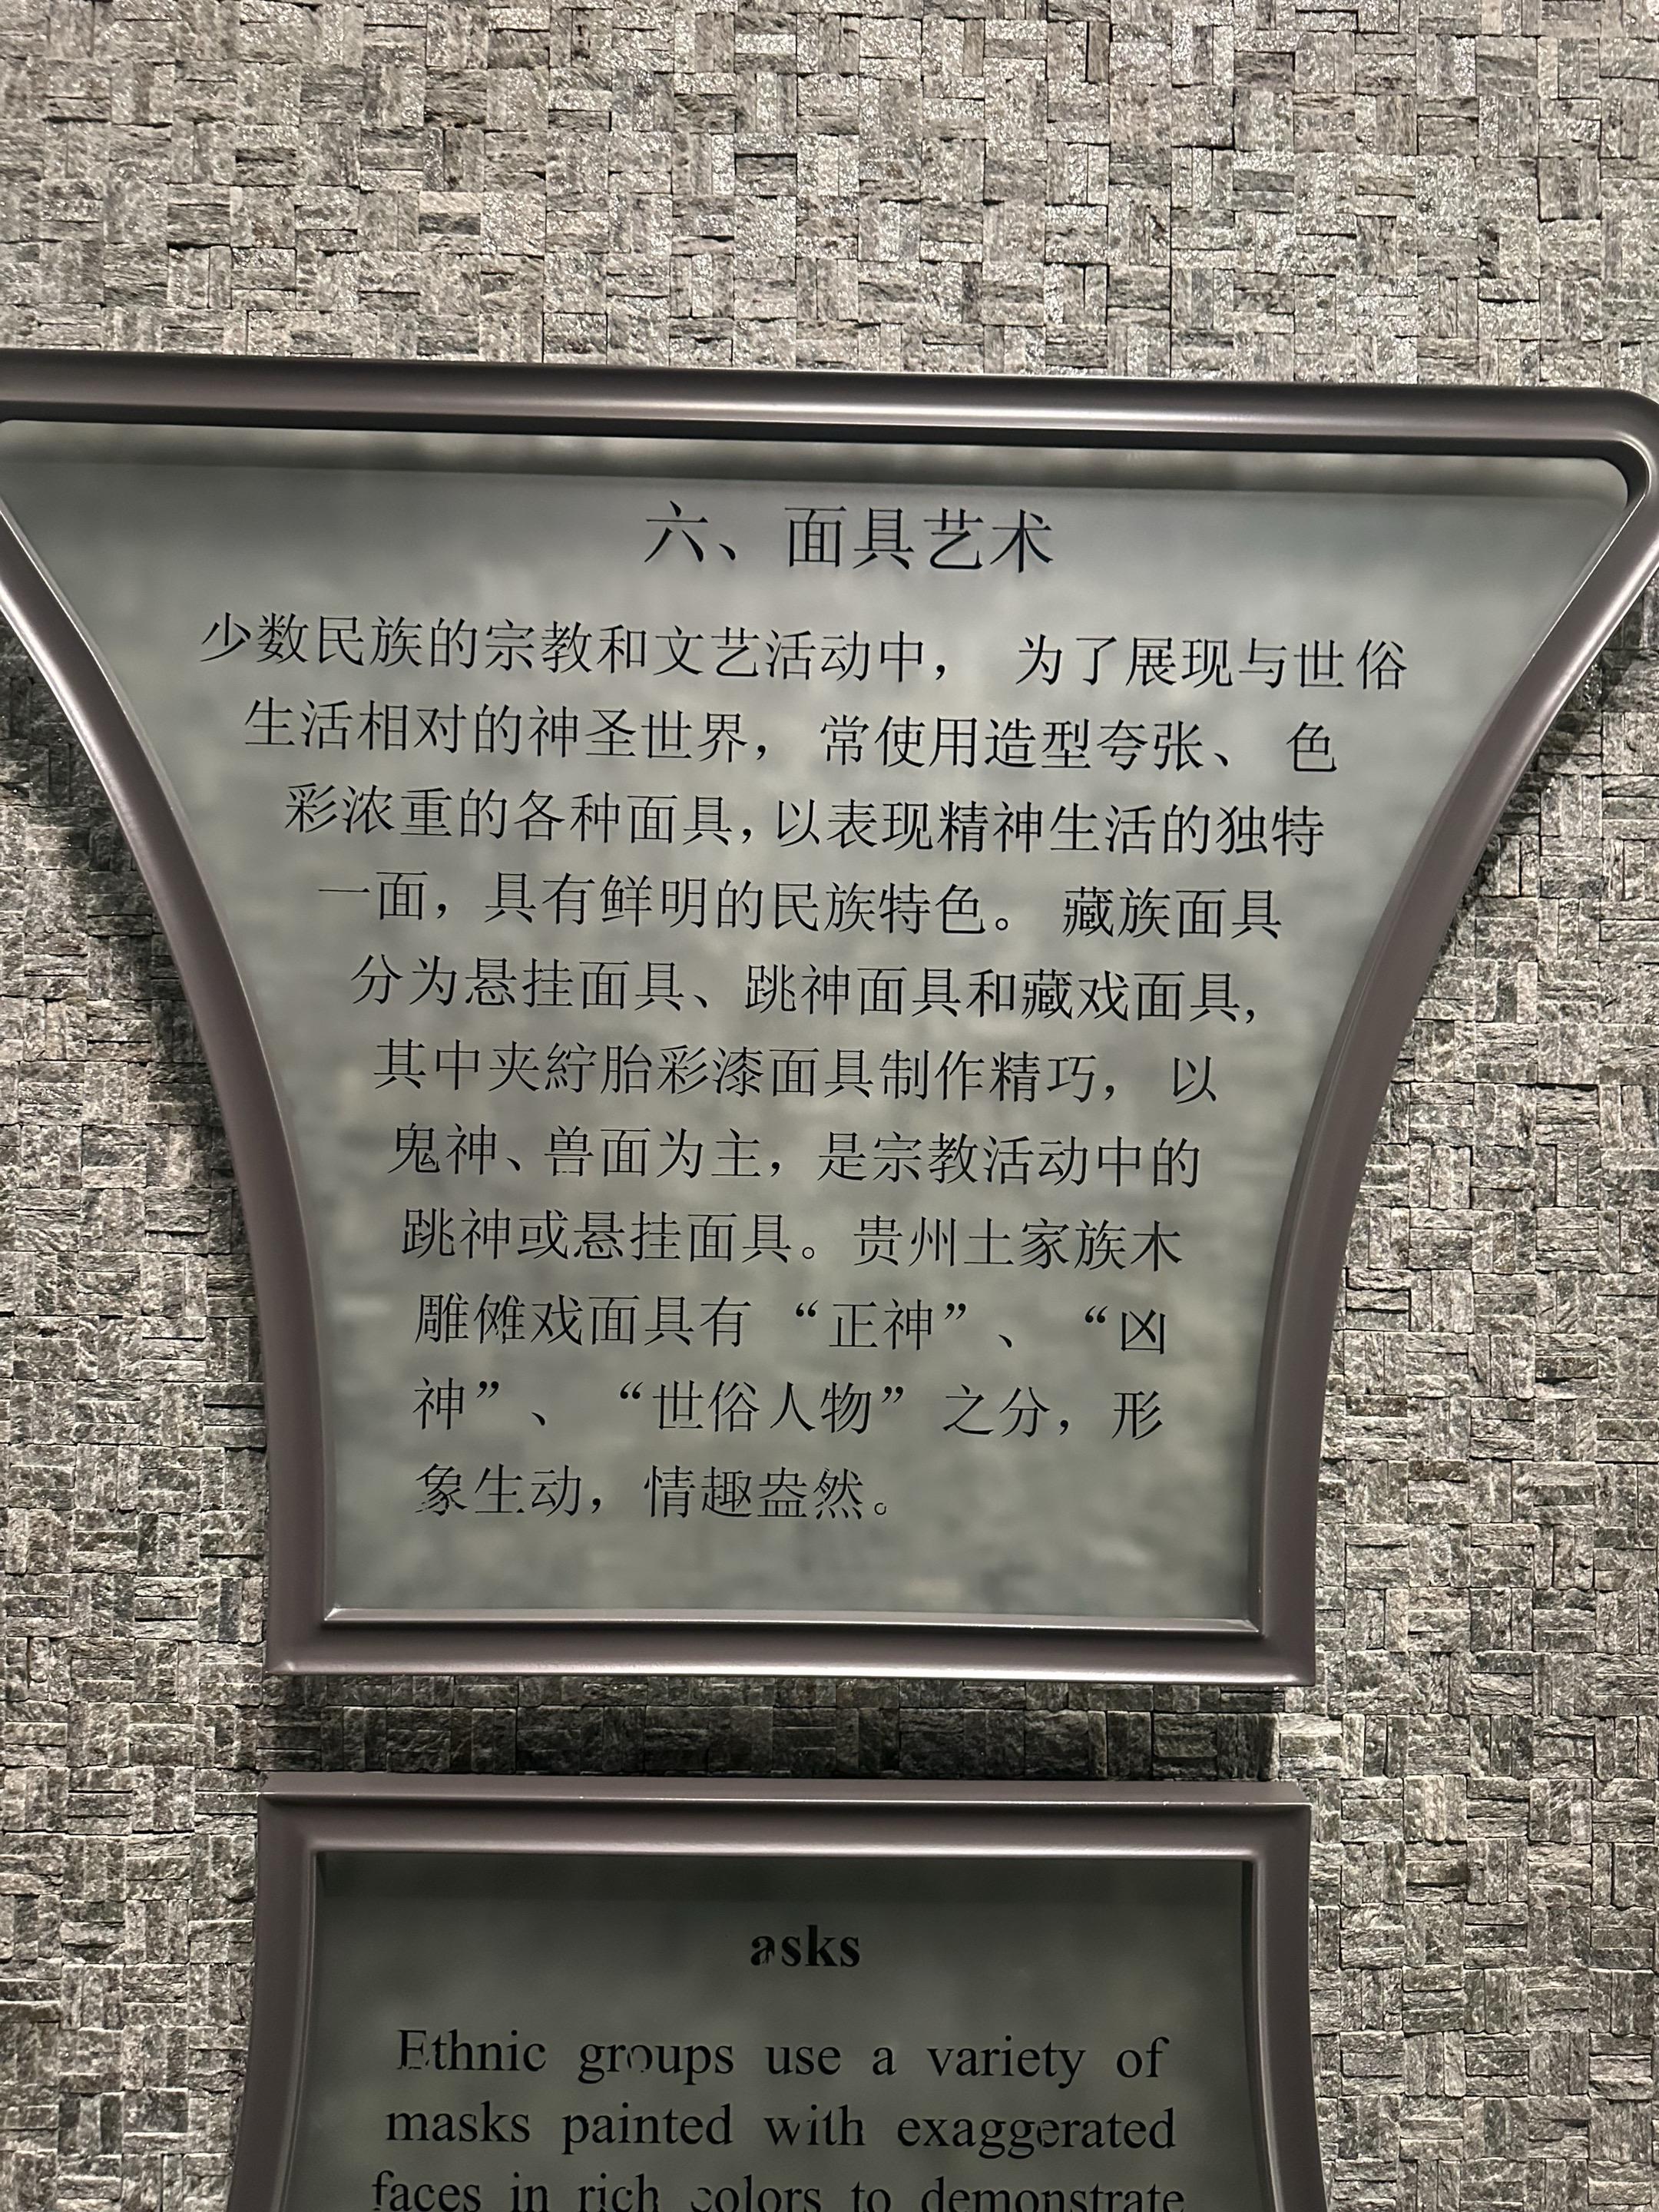 六、面具艺术
少数民族的宗教和文艺活动中， 为了展现与世俗
生活相对的神圣世界， 常使用造型夸张、 色
彩浓重的各种面具，以表现精神生活的独特
一面，具有鲜明的民族特色。 藏族面具
分为悬挂面具、跳神面具和藏戏面具，
其中夹紵胎彩漆面具制作精巧， 以
鬼神、兽面为主，是宗教活动中的
跳神或悬挂面具。贵州土家族木
雕傩戏面具有 “正神”、 “凶
神”、 “世俗人物” 之分，形
象生动，情趣盎然。
asks
Ethnic groups use a variety of
masks painted with exaggerated
faces in rich colors to demonstrate